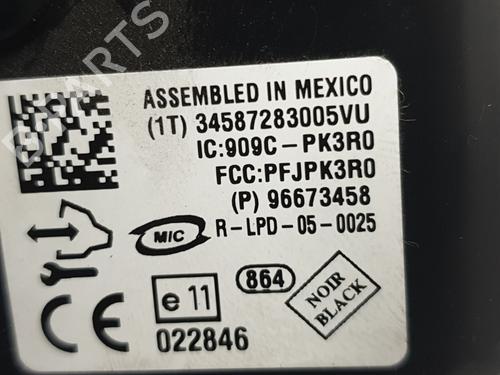 ASSEMBLED IN MEXICO
(1T) 34587283005VU
IC:909C-PK3R0
FCC:PFJPK3R0
(P) 96673458
MIC R-LPD-05-0025
864
e 11
NOIR
BLACK
022846
CE
PARTS